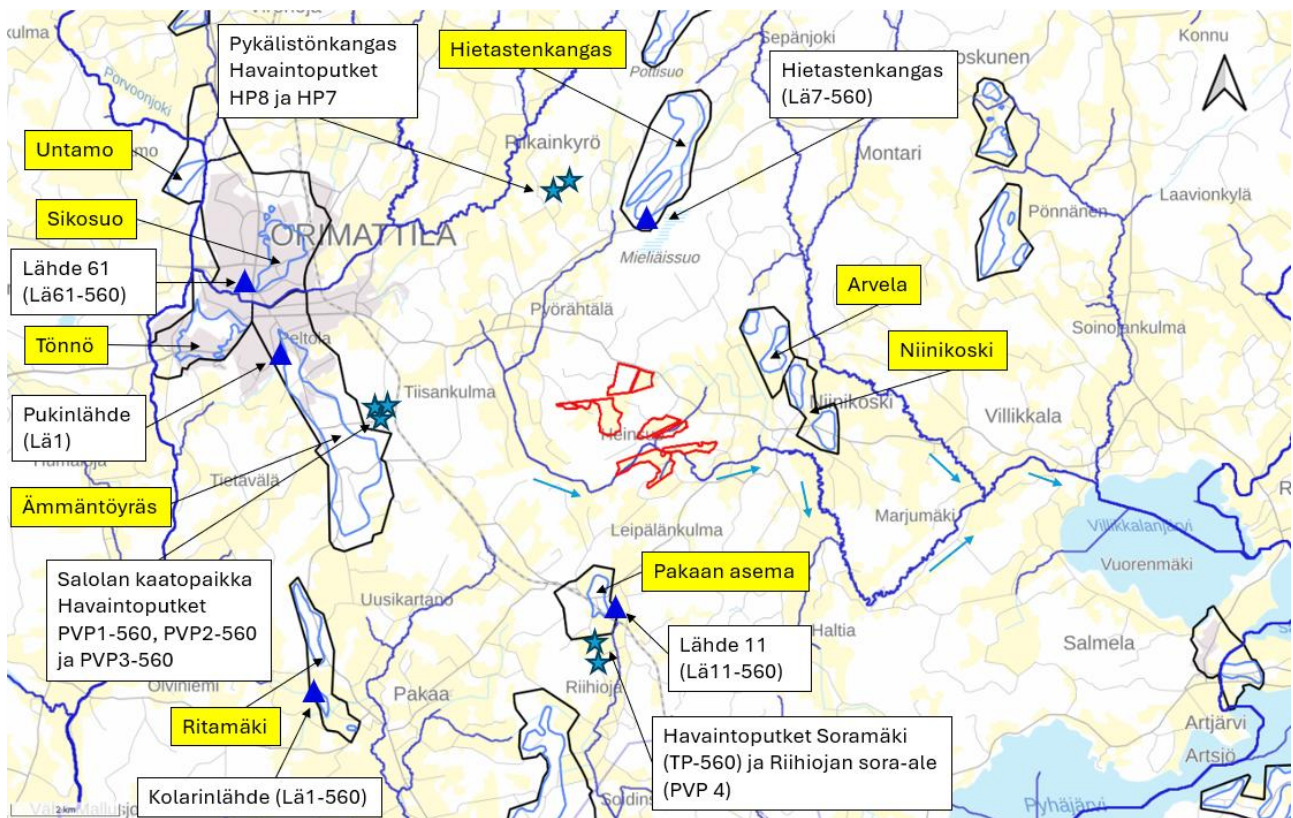 Pykälistönkangas
Havaintoputket
HP8 ja HP7
Hietastenkangas
Sepänjoki
Konnu
Pottisuo
Hietastenkangas
(Lä7-560)
Porvoonjoki
Untamo
Montari
Laavionkylä
Pönnänen
Sikosuo
ORIMATTILA
Mieliäissuo
Lähde 61
(Lä61-560)
Arvela
Pyörähtälä
Soinojankulma
Tönnö
Niinikoski
Pukinlähde
(Lä1)
Tiisankulma
Niinikoski
Villikkala
Tietävälä
Ämmäntöyräs
Leipälänkulma
Marjumäki
Villikkalanjärvi
Vuorenmäki
Salolan kaatopaikka
Havaintoputket
PVP1-560, PVP2-560
ja PVP3-560
Uusikartano
Pakaan asema
Haltia
Salmela
Lähde 11
(Lä11-560)
Olviniemi
Pakaa
Riihioja
Ritamäki
Artjärvi
Artsjö
Havaintoputket Soramäki
(TP-560) ja Riihiojan sora-ale
(PVP 4)
Kolarinlähde (Lä1-560)
2 km
Pyhäjärvi